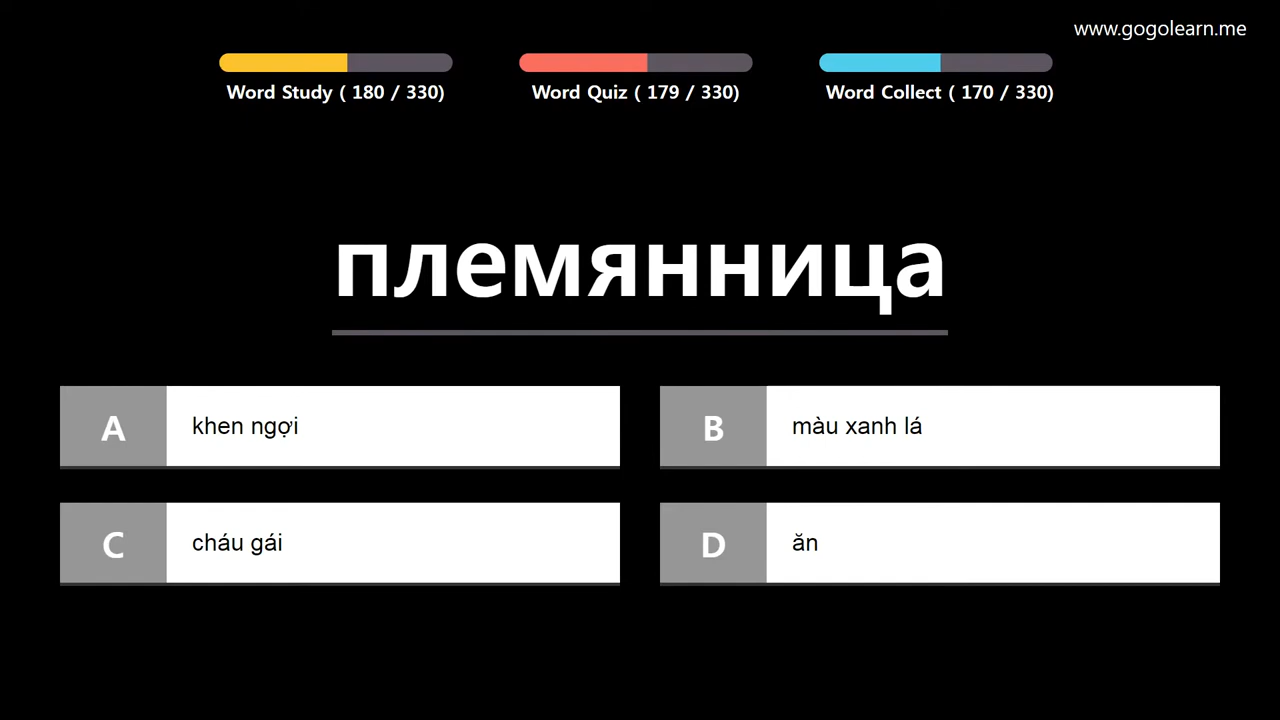 www.gogolearn.me
Word Study ( 180 / 330)
Word Quiz ( 179 / 330)
Word Collect ( 170 / 330)
племянница
A khen ngợi
B màu xanh lá
C cháu gái
D ăn